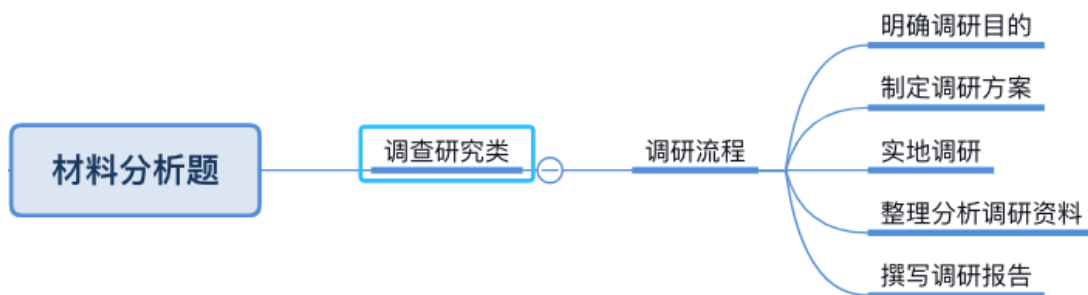 材料分析题
调查研究类
调研流程
明确调研目的
制定调研方案
实地调研
整理分析调研资料
撰写调研报告